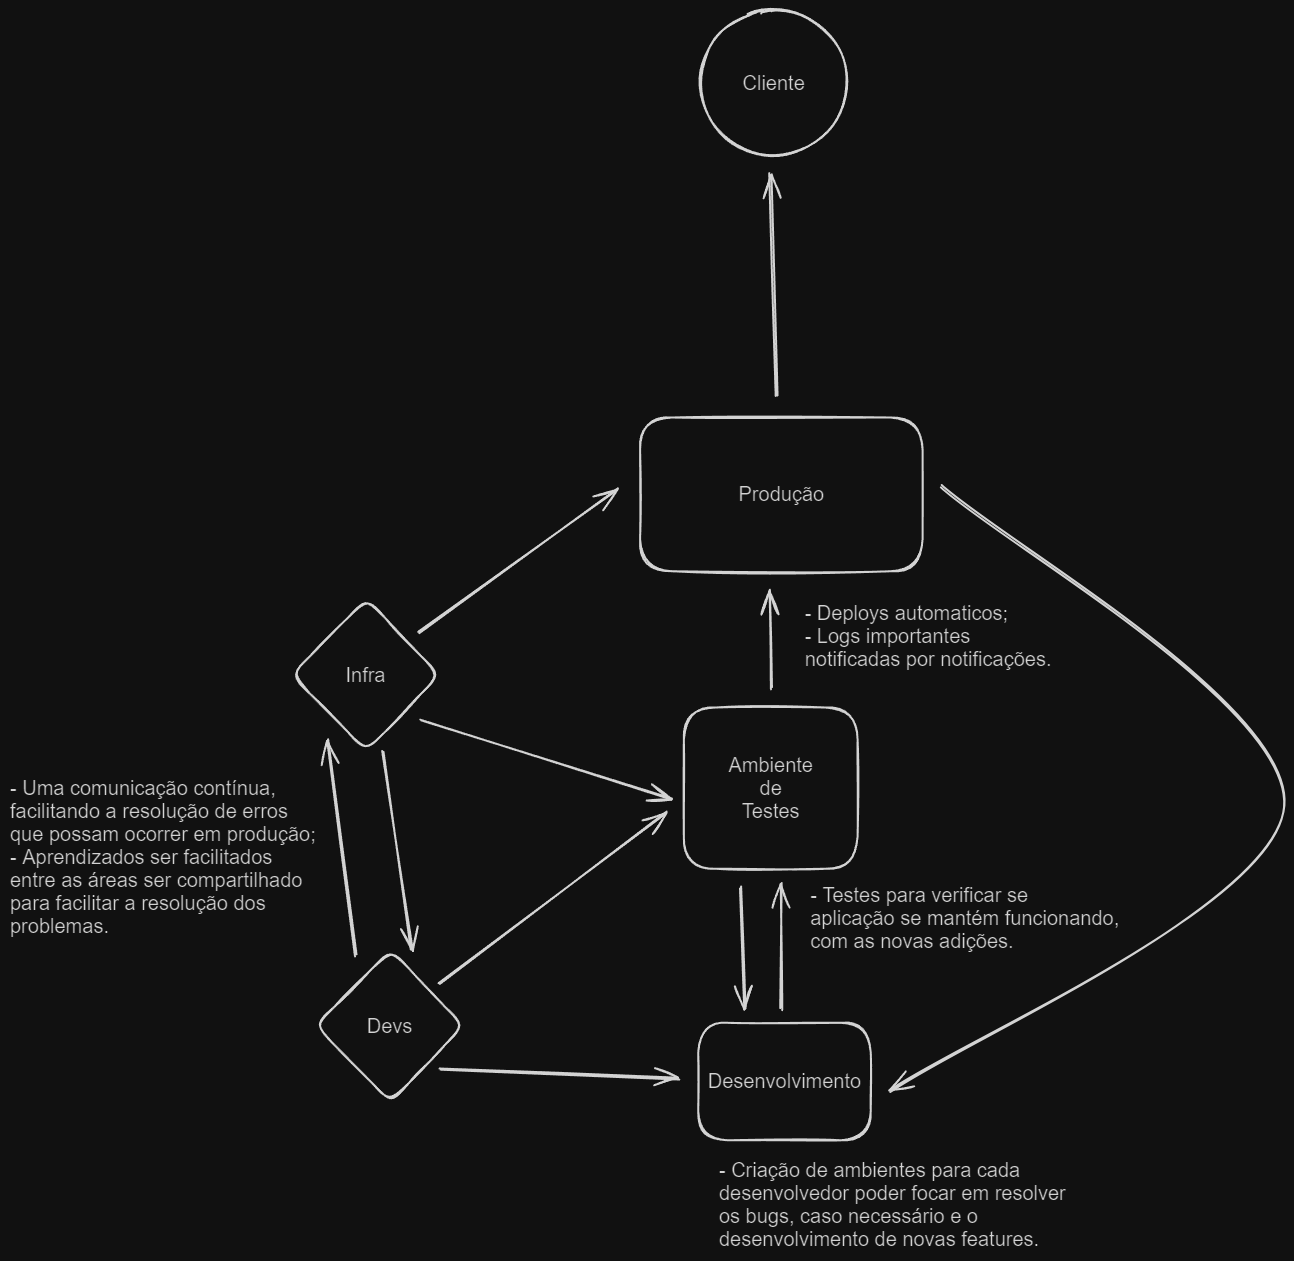 Cliente
Produção
- Deploys automaticos;
- Logs importantes
notificadas por notificações.
Infra
Ambiente
de
Testes
- Uma comunicação contínua,
facilitando a resolução de erros
que possam ocorrer em produção;
- Aprendizados ser facilitados
entre as áreas ser compartilhado
para facilitar a resolução dos
problemas.
- Testes para verificar se
aplicação se mantém funcionando,
com as novas adições.
Devs
Desenvolvimento
- Criação de ambientes para cada
desenvolvedor poder focar em resolver
os bugs, caso necessário e o
desenvolvimento de novas features.